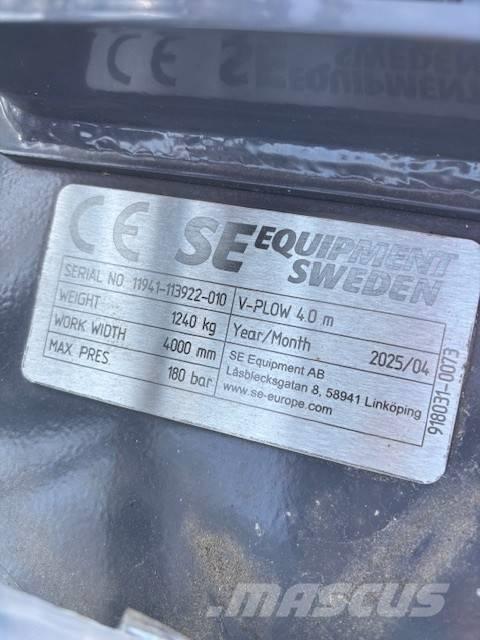 CE SE EQUIPMENT SWEDEN
CE SE EQUIPMENT
SWEDEN
SERIAL NO 11941-113922-010
WEIGHT 1240 kg
WORK WIDTH 4000 mm
MAX PRES 180 bar
V-PLOW 4.0 m
Year/Month 2025/04
SE Equipment AB
Låsblecksgatan 8, 58941 Linköping
www.se-europe.com
918031-0073
MASCUS